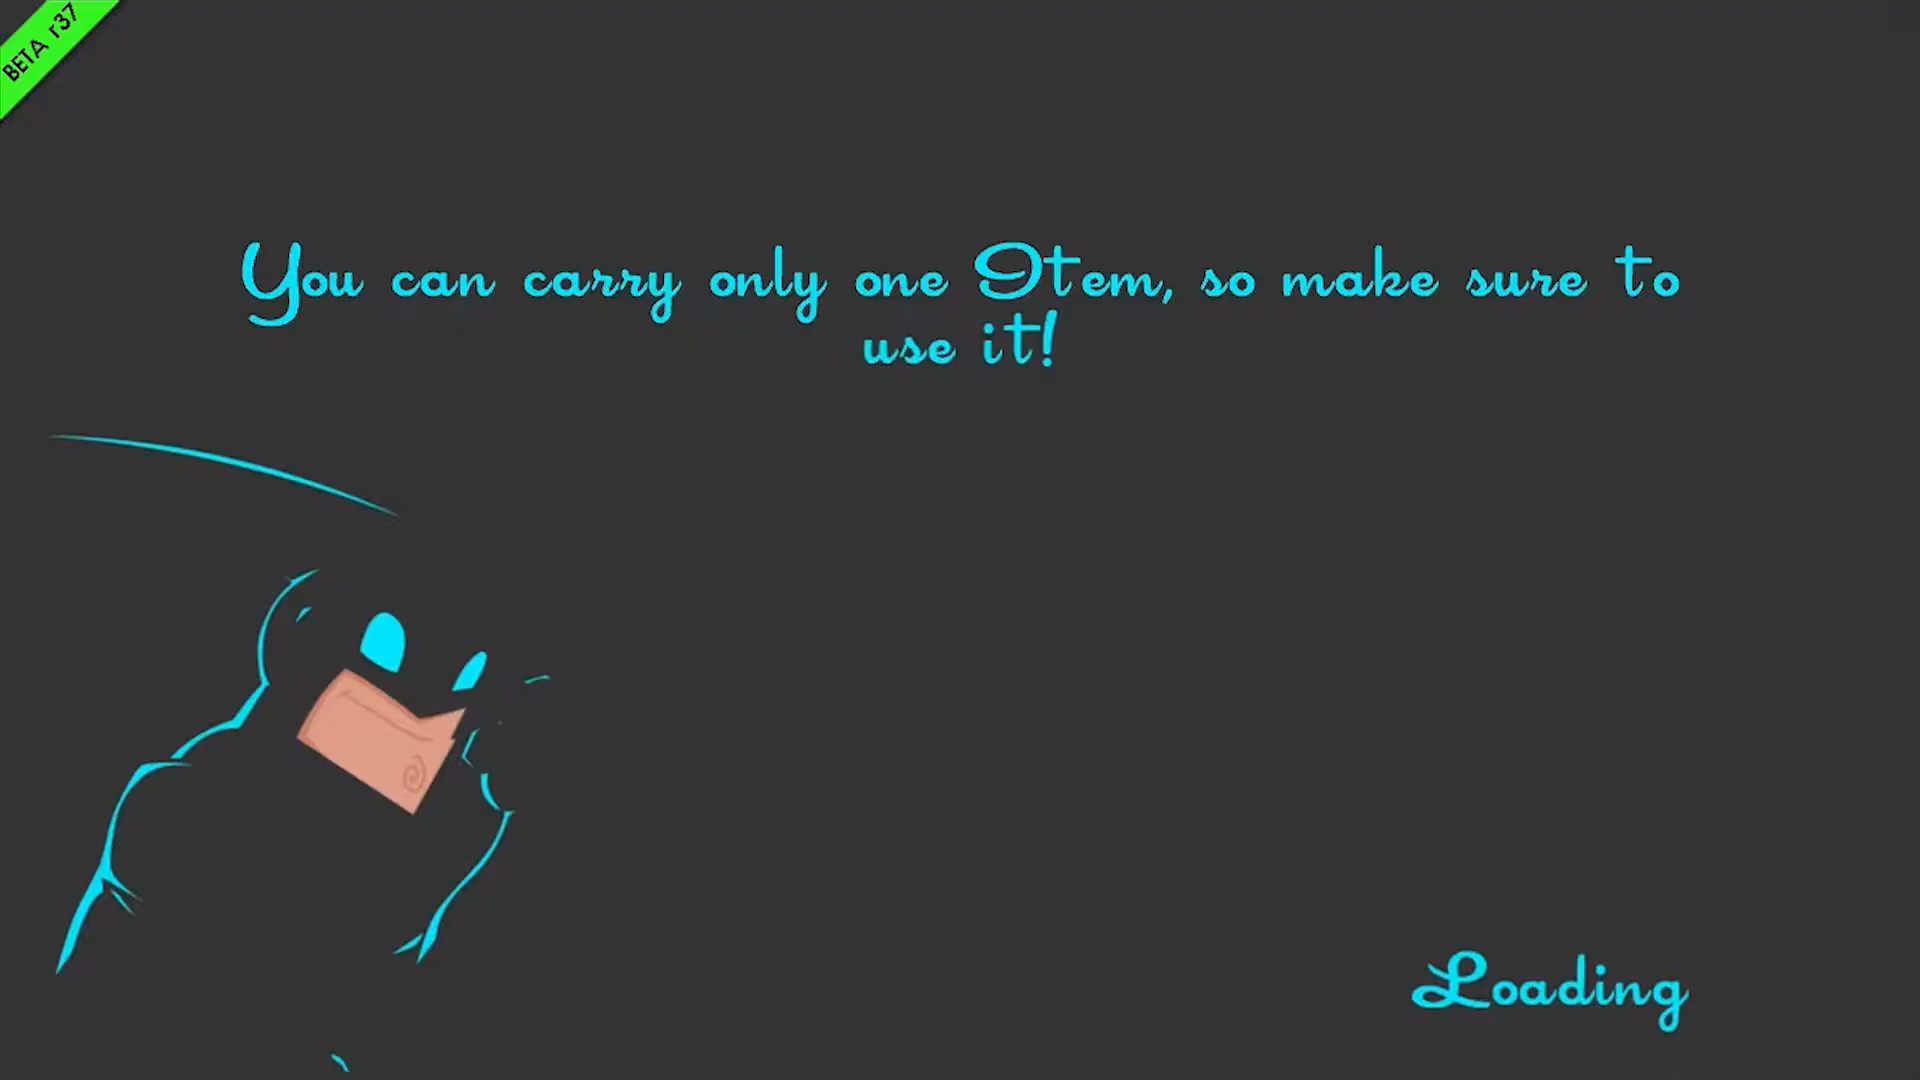 BETA r37
You can carry only one Item, so make sure to
use it!
Loading